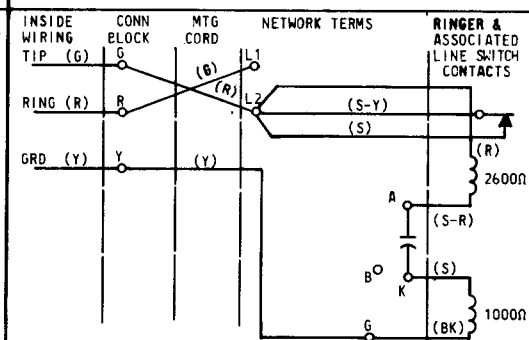 INSIDE WIRING
CONN BLOCK
MTG CORD
NETWORK TERMS
RINGER & ASSOCIATED LINE SWITCH CONTACTS
TIP (G)
G
(G)
L1
(R)
RING (R)
R
L2
(S-Y)
(S)
GRD (Y)
Y
(Y)
(R)
2600Ω
A
(S-R)
B
K
(S)
1000Ω
G
(BK)